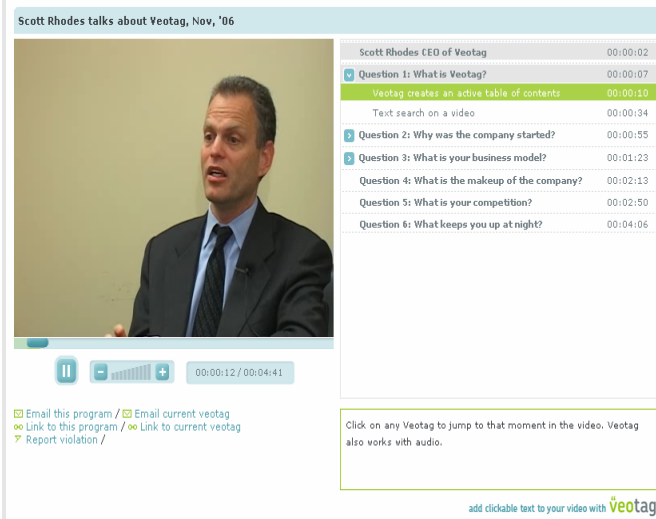 Scott Rhodes talks about Veotag, Nov, '06
Scott Rhodes CEO of Veotag 00:00:02
Question 1: What is Veotag? 00:00:07
Veotag creates an active table of contents 00:00:10
Text search on a video 00:00:34
Question 2: Why was the company started? 00:00:55
Question 3: What is your business model? 00:01:23
Question 4: What is the makeup of the company? 00:02:13
Question 5: What is your competition? 00:02:50
Question 6: What keeps you up at night? 00:04:06
00:00:12 / 00:04:41
Email this program / Email current veotag
Link to this program / Link to current veotag
Report violation /
Click on any Veotag to jump to that moment in the video. Veotag
also works with audio.
add clickable text to your video with veotag